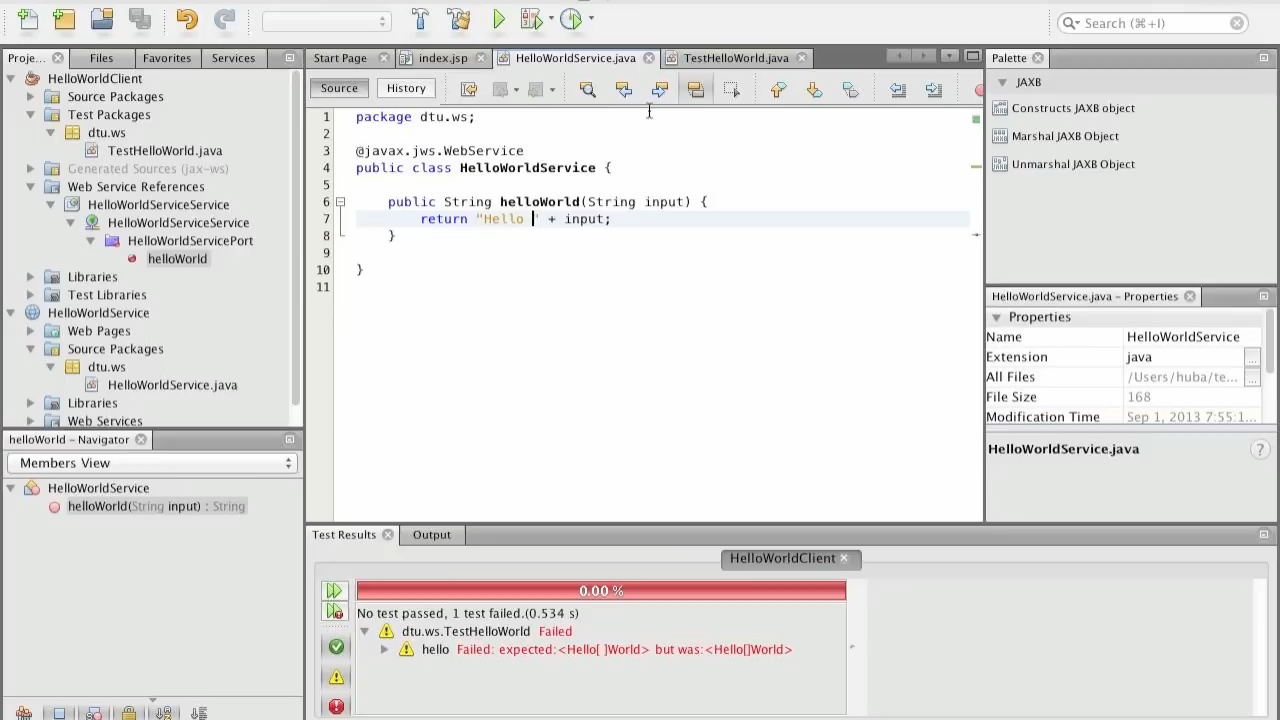 Search (⌘+I)
Proje...
Files
Favorites
Services
Start Page
index.jsp
HelloWorldService.java
TestHelloWorld.java
Palette
HelloWorldClient
Source Packages
Test Packages
dtu.ws
TestHelloWorld.java
Generated Sources (jax-ws)
Web Service References
HelloWorldServiceService
HelloWorldServiceService
HelloWorldServicePort
helloWorld
Libraries
Test Libraries
HelloWorldService
Web Pages
Source Packages
dtu.ws
HelloWorldService.java
Libraries
Web Services
Source
History
1 package dtu.ws;
2
3 @javax.jws.WebService
4 public class HelloWorldService {
5
6 public String helloWorld(String input) {
7 return "Hello " + input;
8 }
9
10 }
11
JAXB
Constructs JAXB object
Marshal JAXB Object
Unmarshal JAXB Object
HelloWorldService.java – Properties
Properties
Name HelloWorldService
Extension java ...
All Files /Users/huba/te... ...
File Size 168
Modification Time Sep 1, 2013 7:55:1...
HelloWorldService.java
?
helloWorld – Navigator
Members View
HelloWorldService
helloWorld(String input) : String
Test Results
Output
HelloWorldClient
0.00 %
No test passed, 1 test failed.(0.534 s)
dtu.ws.TestHelloWorld Failed
hello Failed: expected:<Hello[ ]World> but was:<Hello[]World>